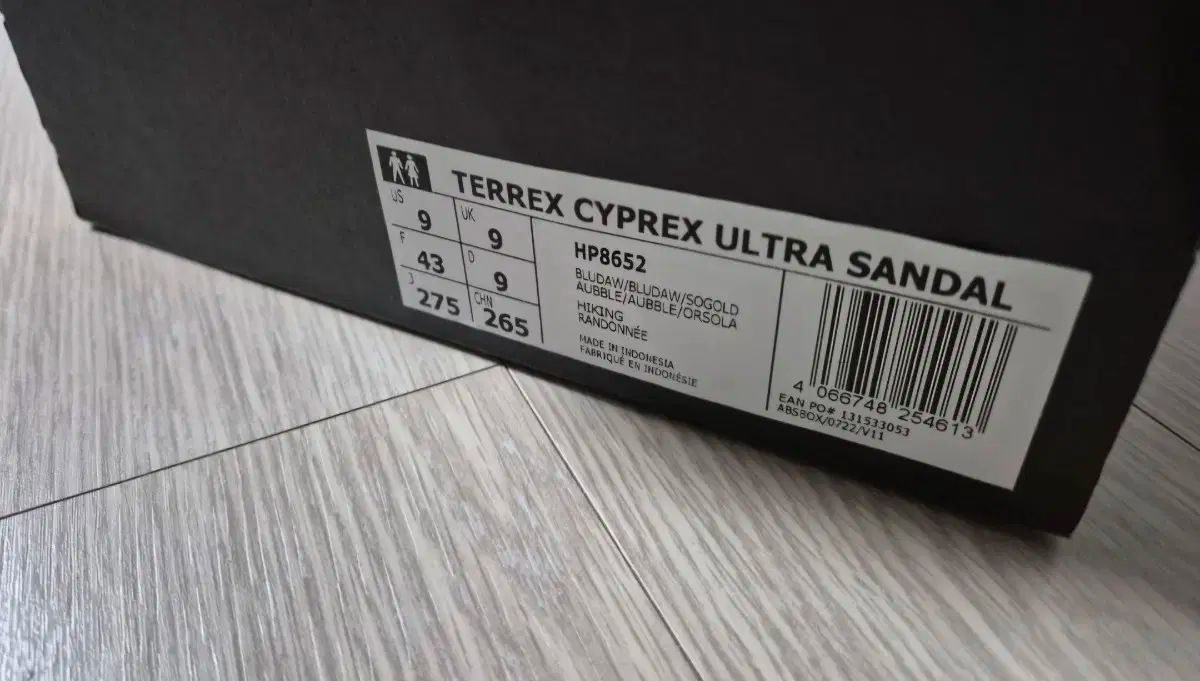 TERREX CYPREX ULTRA SANDAL
US 9 UK 9
F 43 D 9
J 275 CHN 265
HP8652
BLUDAW/BLUDAW/SOGOLD
AUBBLE/AUBBLE/ORSOLA
HIKING
RANDONNÉE
MADE IN INDONESIA
FABRIQUÉ EN INDONÉSIE
4 066748 254613
EAN PO# 131533053
ABSBOX/0722/V11